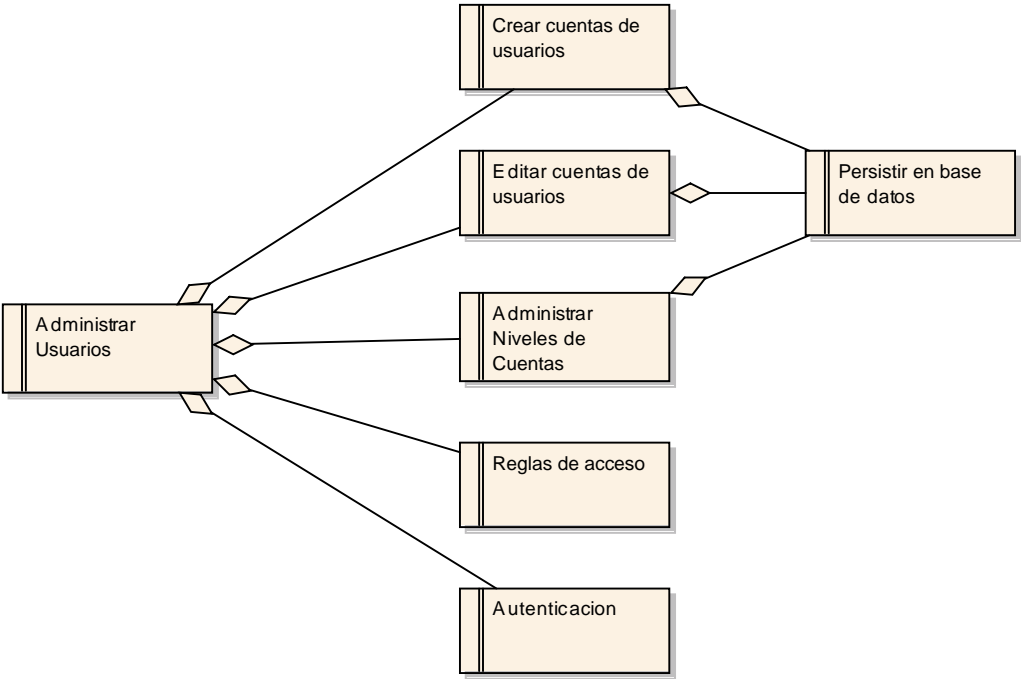 Crear cuentas de
usuarios
Editar cuentas de
usuarios
Persistir en base
de datos
Administrar
Usuarios
Administrar
Niveles de
Cuentas
Reglas de acceso
Autenticacion